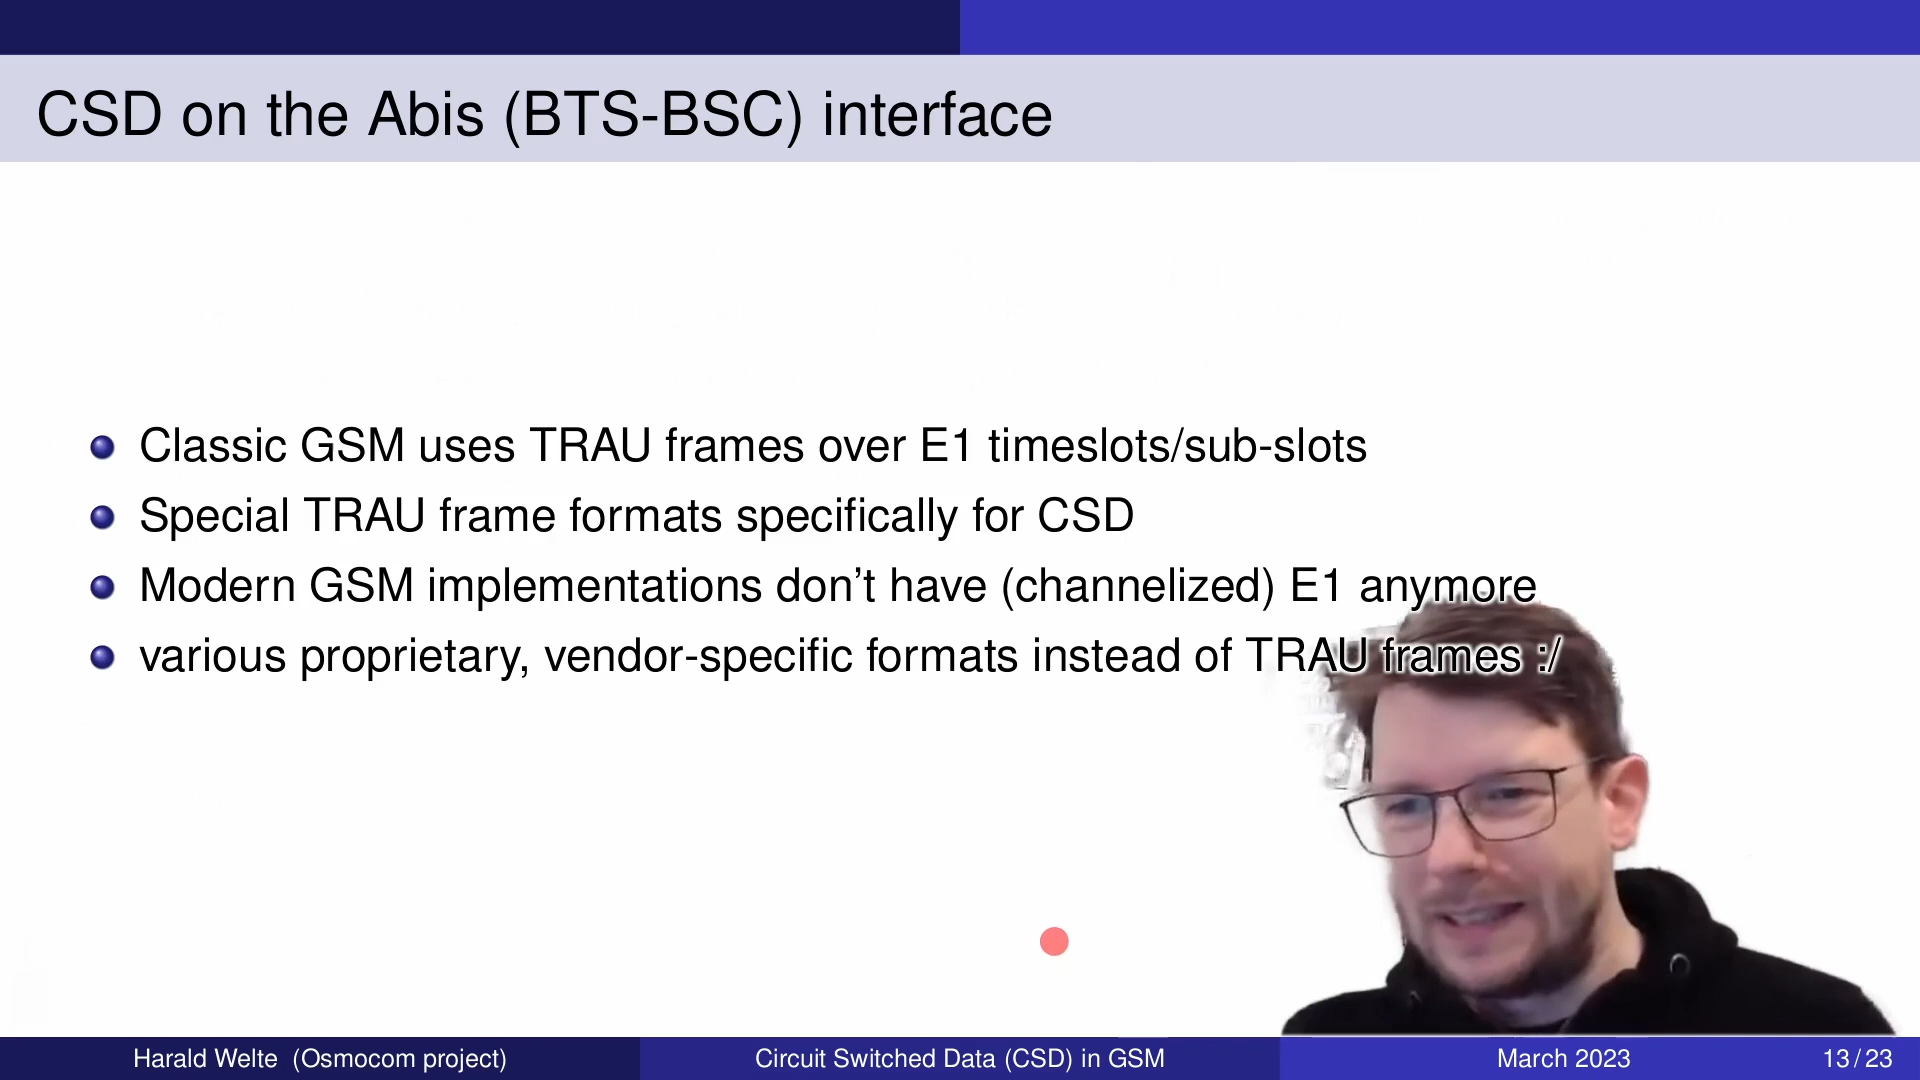 CSD on the Abis (BTS-BSC) interface
Classic GSM uses TRAU frames over E1 timeslots/sub-slots
Special TRAU frame formats specifically for CSD
Modern GSM implementations don't have (channelized) E1 anymore
various proprietary, vendor-specific formats instead of TRAU frames :/
Harald Welte (Osmocom project) Circuit Switched Data (CSD) in GSM March 2023 13 / 23